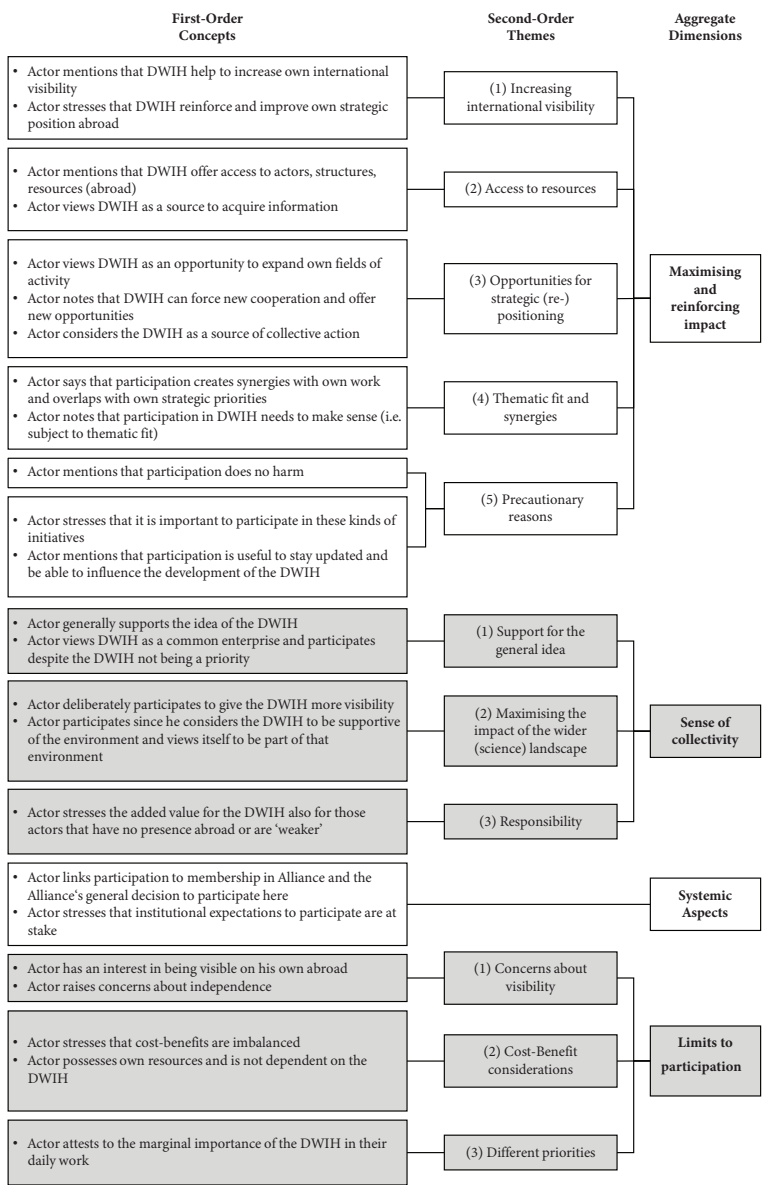 First-Order
Concepts
Second-Order
Themes
Aggregate
Dimensions
• Actor mentions that DWIH help to increase own international
visibility
• Actor stresses that DWIH reinforce and improve own strategic
position abroad
(1) Increasing
international visibility
• Actor mentions that DWIH offer access to actors, structures,
resources (abroad)
• Actor views DWIH as a source to acquire information
(2) Access to resources
• Actor views DWIH as an opportunity to expand own fields of
activity
• Actor notes that DWIH can force new cooperation and offer
new opportunities
• Actor considers the DWIH as a source of collective action
(3) Opportunities for
strategic (re-)
positioning
Maximising
and
reinforcing
impact
• Actor says that participation creates synergies with own work
and overlaps with own strategic priorities
• Actor notes that participation in DWIH needs to make sense (i.e.
subject to thematic fit)
(4) Thematic fit and
synergies
• Actor mentions that participation does no harm
• Actor stresses that it is important to participate in these kinds of
initiatives
• Actor mentions that participation is useful to stay updated and
be able to influence the development of the DWIH
(5) Precautionary
reasons
• Actor generally supports the idea of the DWIH
• Actor views DWIH as a common enterprise and participates
despite the DWIH not being a priority
(1) Support for the
general idea
• Actor deliberately participates to give the DWIH more visibility
• Actor participates since he considers the DWIH to be supportive
of the environment and views itself to be part of that
environment
(2) Maximising the
impact of the wider
(science) landscape
Sense of
collectivity
• Actor stresses the added value for the DWIH also for those
actors that have no presence abroad or are ‘weaker’
(3) Responsibility
• Actor links participation to membership in Alliance and the
Alliance‘s general decision to participate here
• Actor stresses that institutional expectations to participate are at
stake
Systemic
Aspects
• Actor has an interest in being visible on his own abroad
• Actor raises concerns about independence
(1) Concerns about
visibility
• Actor stresses that cost-benefits are imbalanced
• Actor possesses own resources and is not dependent on the
DWIH
(2) Cost-Benefit
considerations
Limits to
participation
• Actor attests to the marginal importance of the DWIH in their
daily work
(3) Different priorities